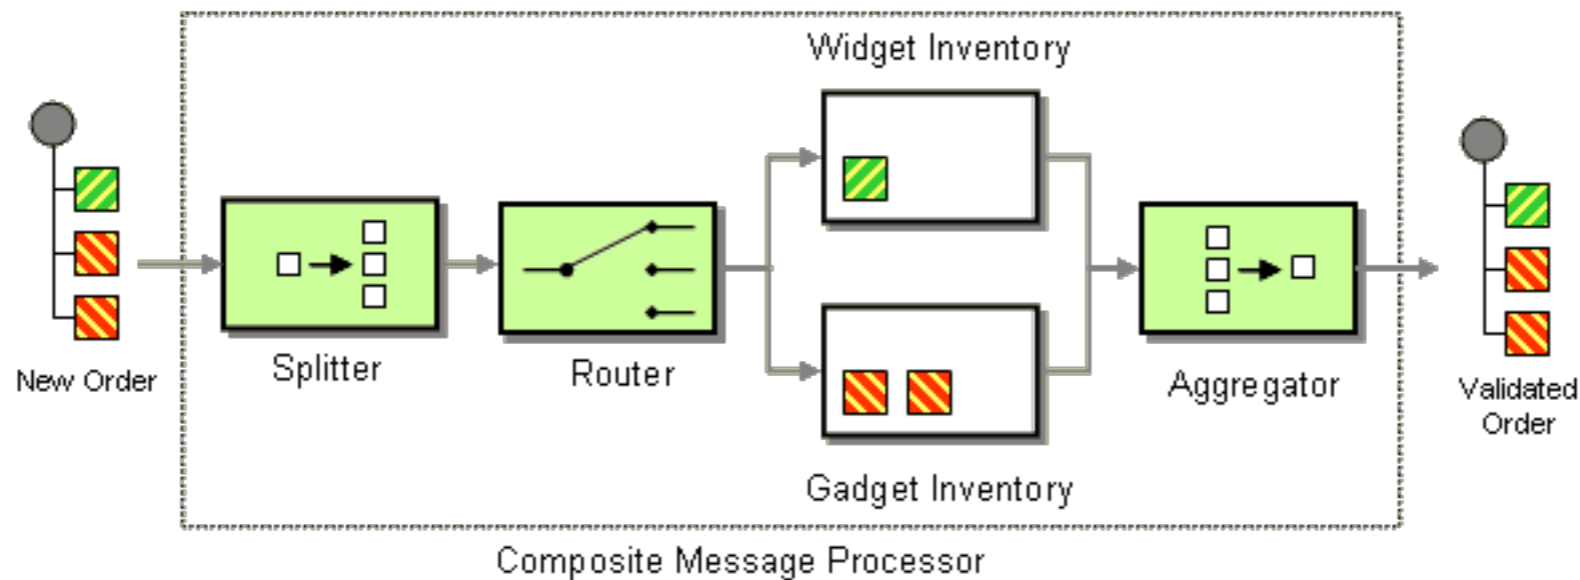 Widget Inventory
New Order
Splitter
Router
Aggregator
Validated
Order
Gadget Inventory
Composite Message Processor